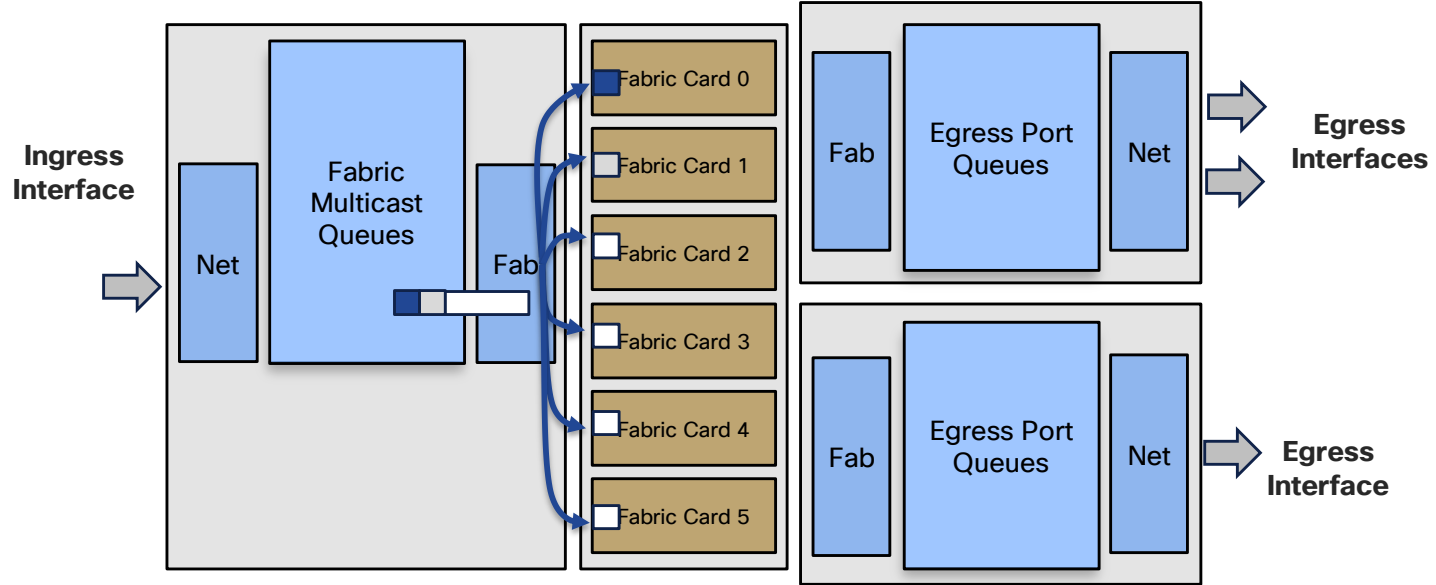 Ingress
Interface
Net
Fabric
Multicast
Queues
Fab
Fabric Card 0
Fabric Card 1
Fabric Card 2
Fabric Card 3
Fabric Card 4
Fabric Card 5
Fab
Egress Port
Queues
Net
Egress
Interfaces
Fab
Egress Port
Queues
Net
Egress
Interface